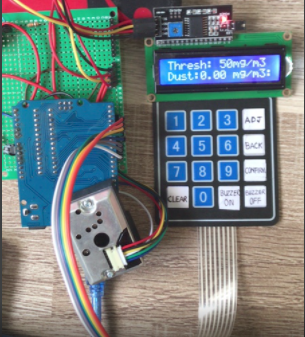 Thresh: 50mg/m3
Dust:0.00 mg/m3:
1 2 3 ADJ
4 5 6 BACK
7 8 9 CONFIRM
CLEAR 0 BUZZER ON BUZZER OFF